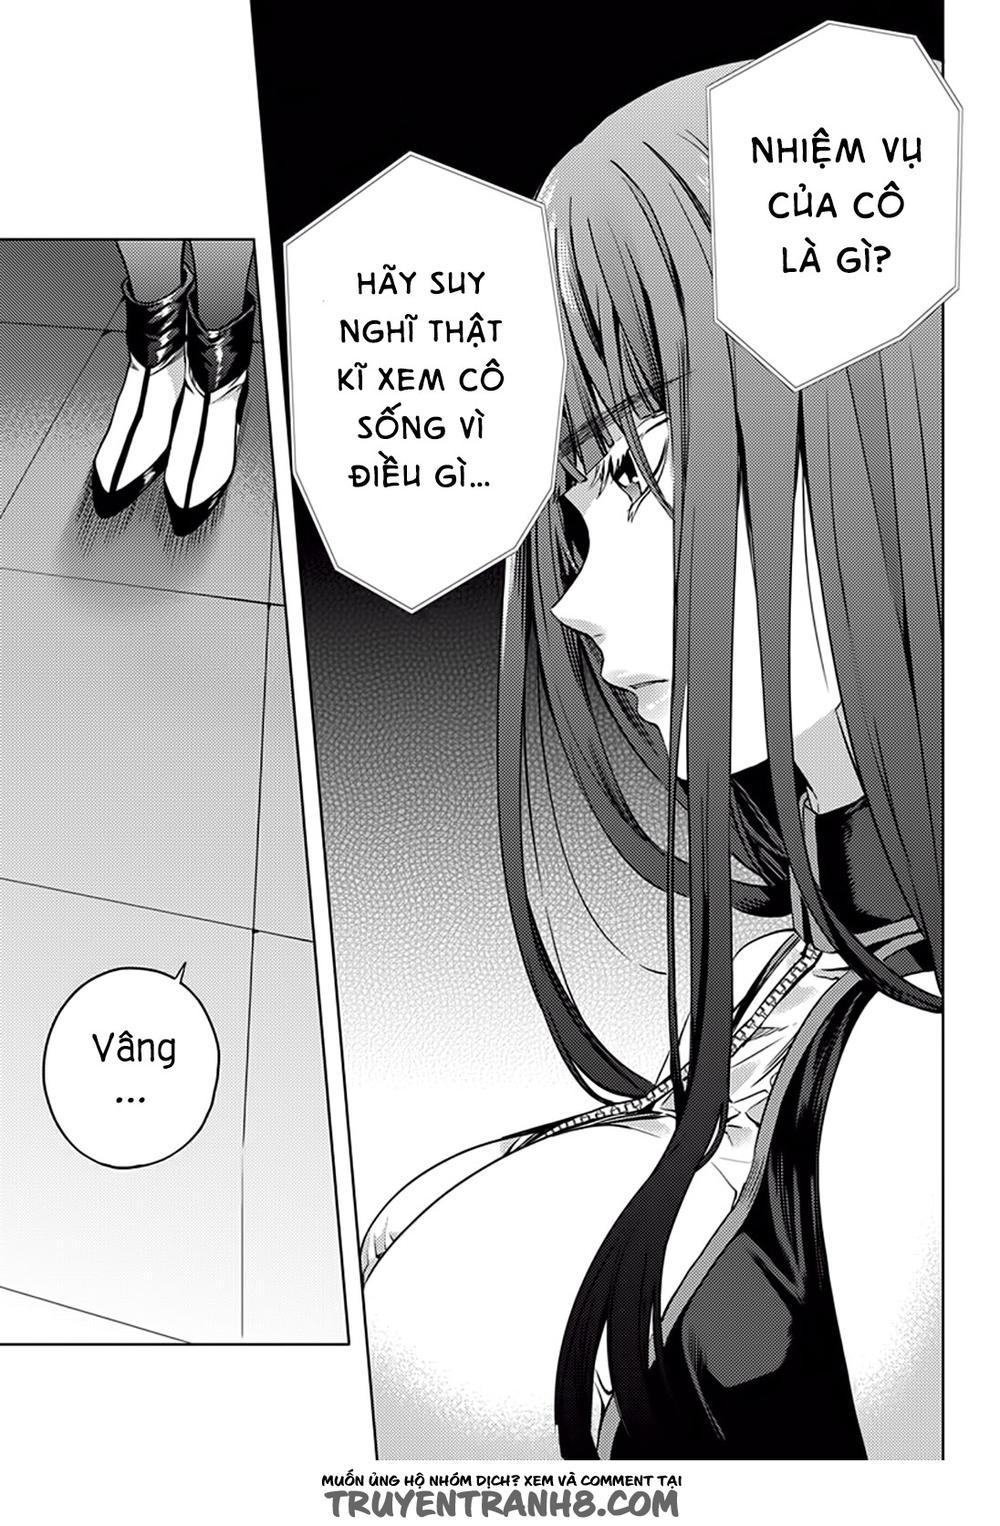 NHIỆM VỤ
CỦA CÔ
LÀ GÌ?
HÃY SUY
NGHĨ THẬT
KĨ XEM CÔ
SỐNG VÌ
ĐIỀU GÌ...
Vâng
...
MUỐN ỦNG HỘ NHÓM DỊCH? XEM VÀ COMMENT TẠI
TRUYENTRANH8.COM